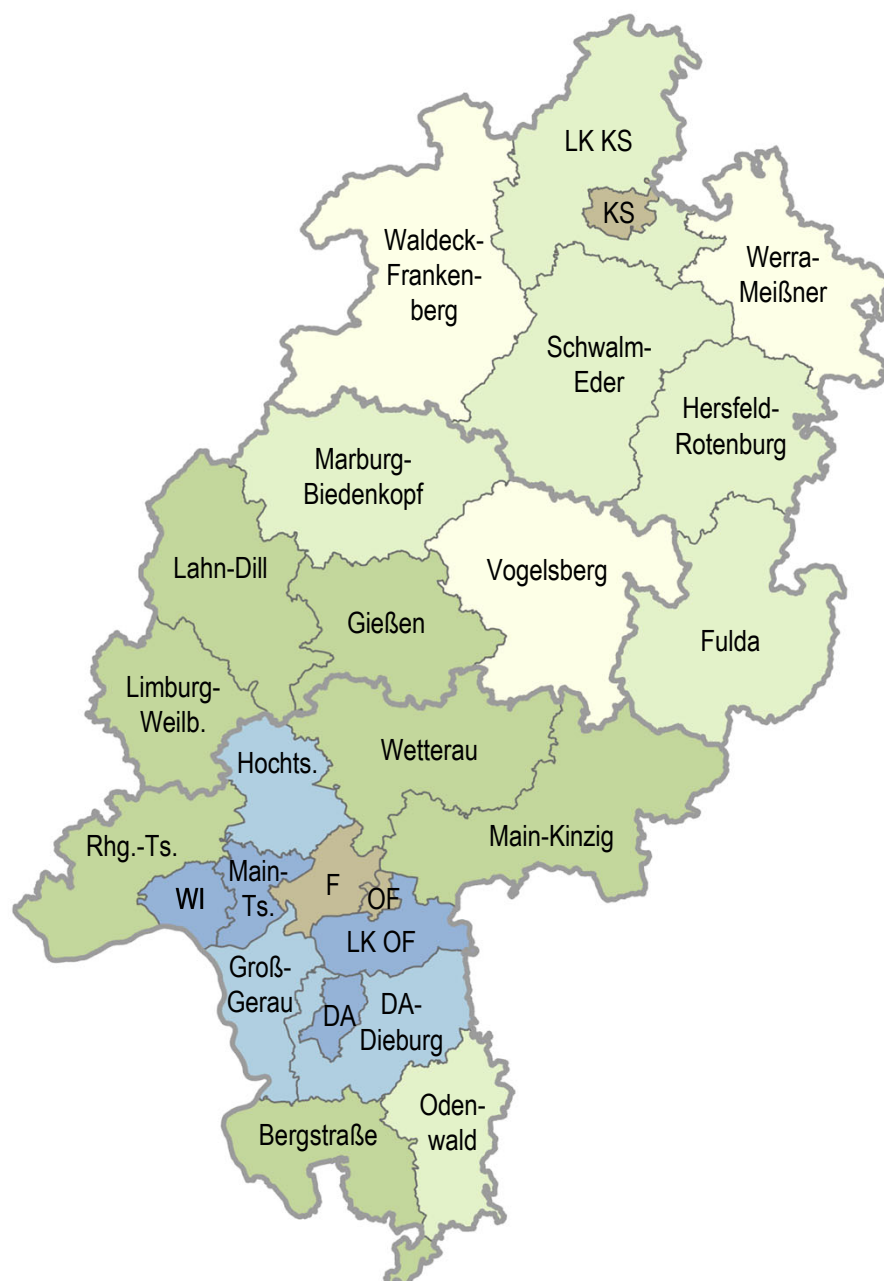 LK KS
KS
Waldeck-
Franken-
berg
Werra-
Meißner
Schwalm-
Eder
Hersfeld-
Rotenburg
Marburg-
Biedenkopf
Lahn-Dill
Vogelsberg
Gießen
Fulda
Limburg-
Weilb.
Wetterau
Hochts.
Main-Kinzig
Rhg.-Ts.
Main-
Ts.
WI
F
OF
LK OF
Groß-
Gerau
DA
DA-
Dieburg
Oden-
wald
Bergstraße